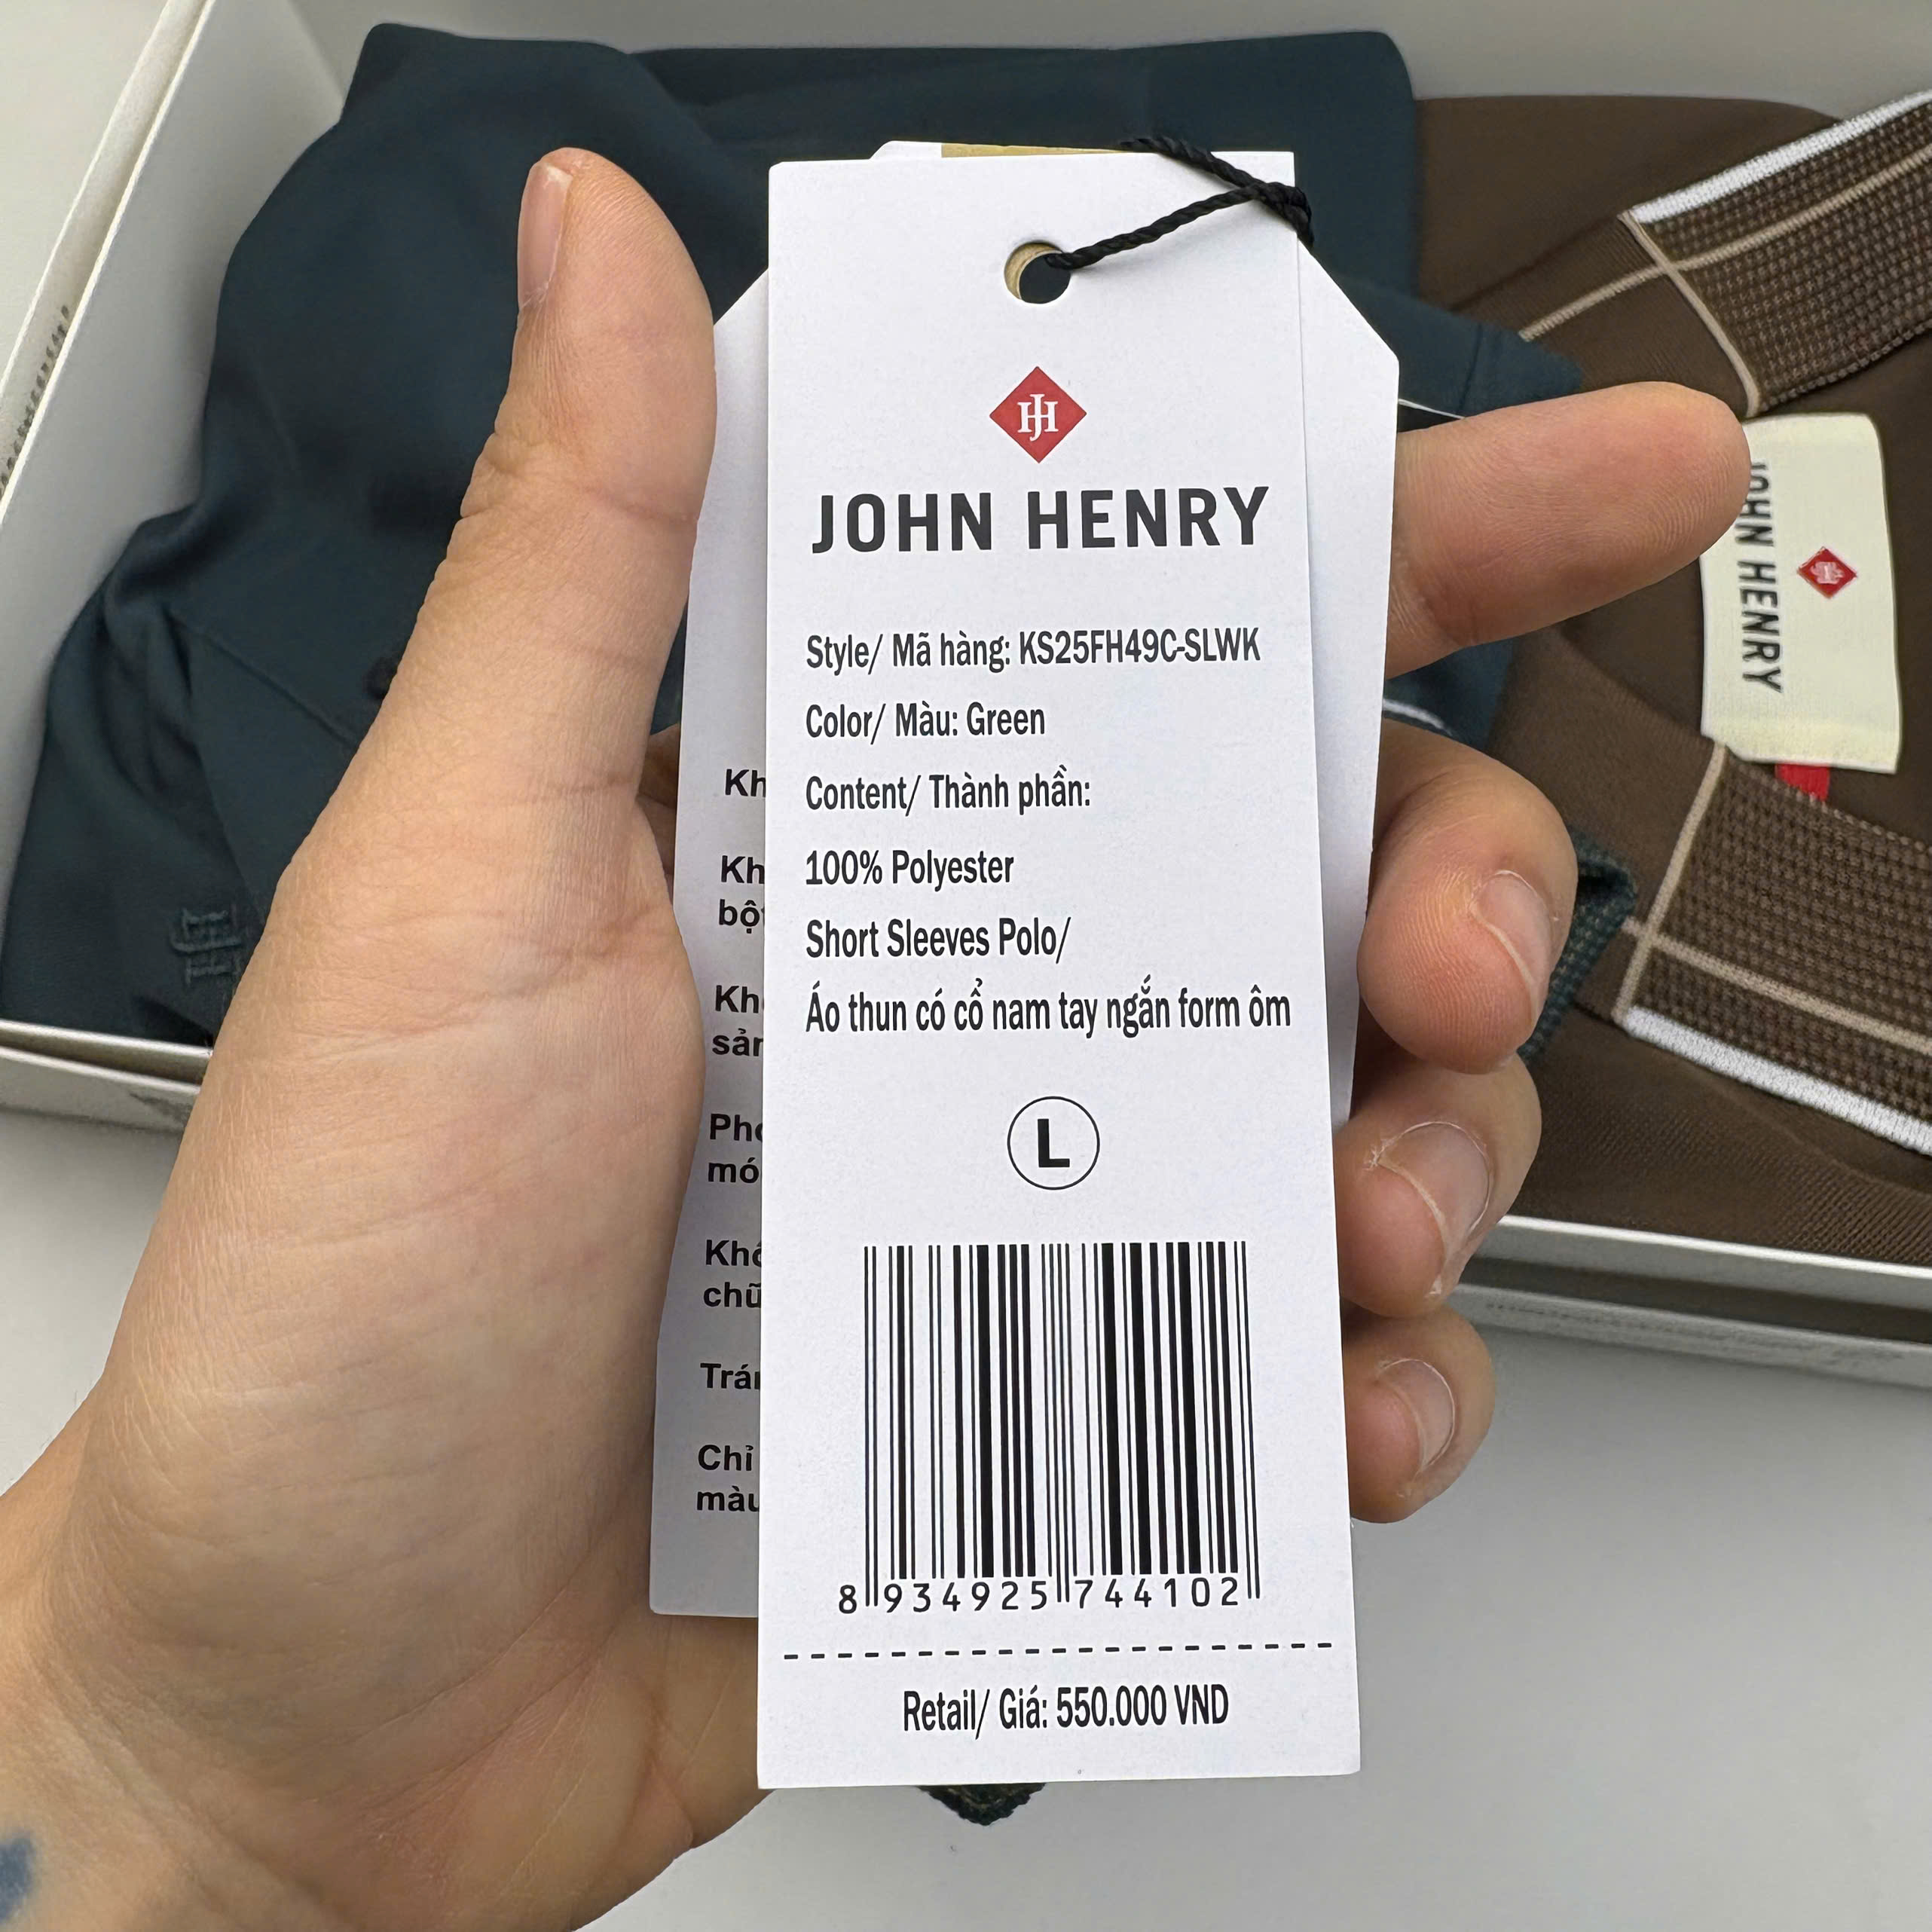 JH
JOHN HENRY
Style/ Mã hàng: KS25FH49C-SLWK
Color/ Màu: Green
Content/ Thành phần:
100% Polyester
Short Sleeves Polo/
Áo thun có cổ nam tay ngắn form ôm
L
8 934925 744102
Retail/ Giá: 550.000 VND
JOHN HENRY
Chỉ